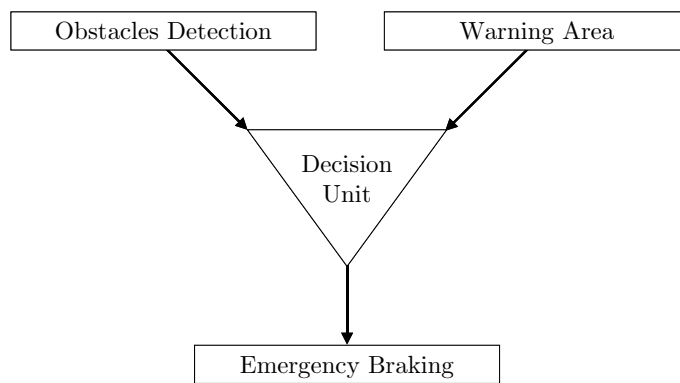 Obstacles Detection
Warning Area
Decision
Unit
Emergency Braking